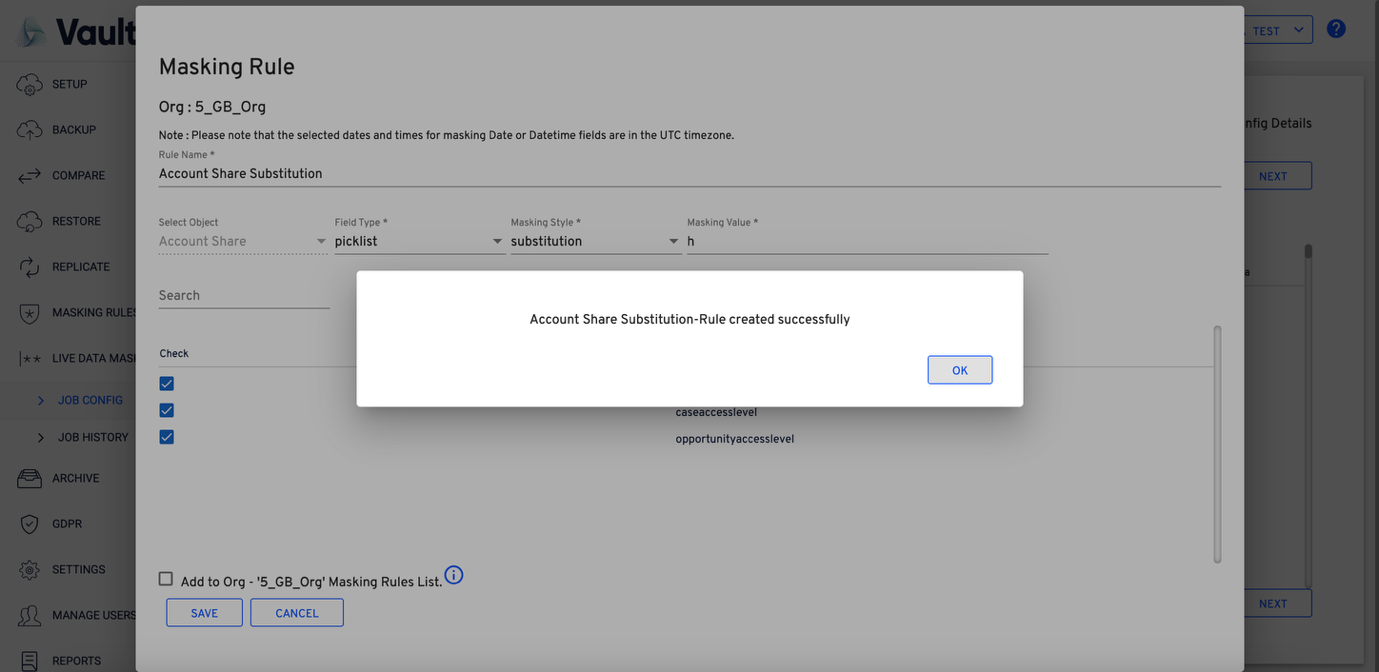 Vault
TEST
?
SETUP
BACKUP
COMPARE
RESTORE
REPLICATE
MASKING RULES
LIVE DATA MAS
JOB CONFIG
JOB HISTORY
ARCHIVE
GDPR
SETTINGS
MANAGE USERS
REPORTS
Masking Rule
Org : 5_GB_Org
Note : Please note that the selected dates and times for masking Date or Datetime fields are in the UTC timezone.
Rule Name *
Account Share Substitution
Select Object Field Type * Masking Style * Masking Value *
Account Share picklist substitution h
Search
Check
Account Share Substitution-Rule created successfully
OK
caseaccesslevel
opportunityaccesslevel
Add to Org - '5_GB_Org' Masking Rules List.
SAVE CANCEL
nfig Details
NEXT
a
NEXT